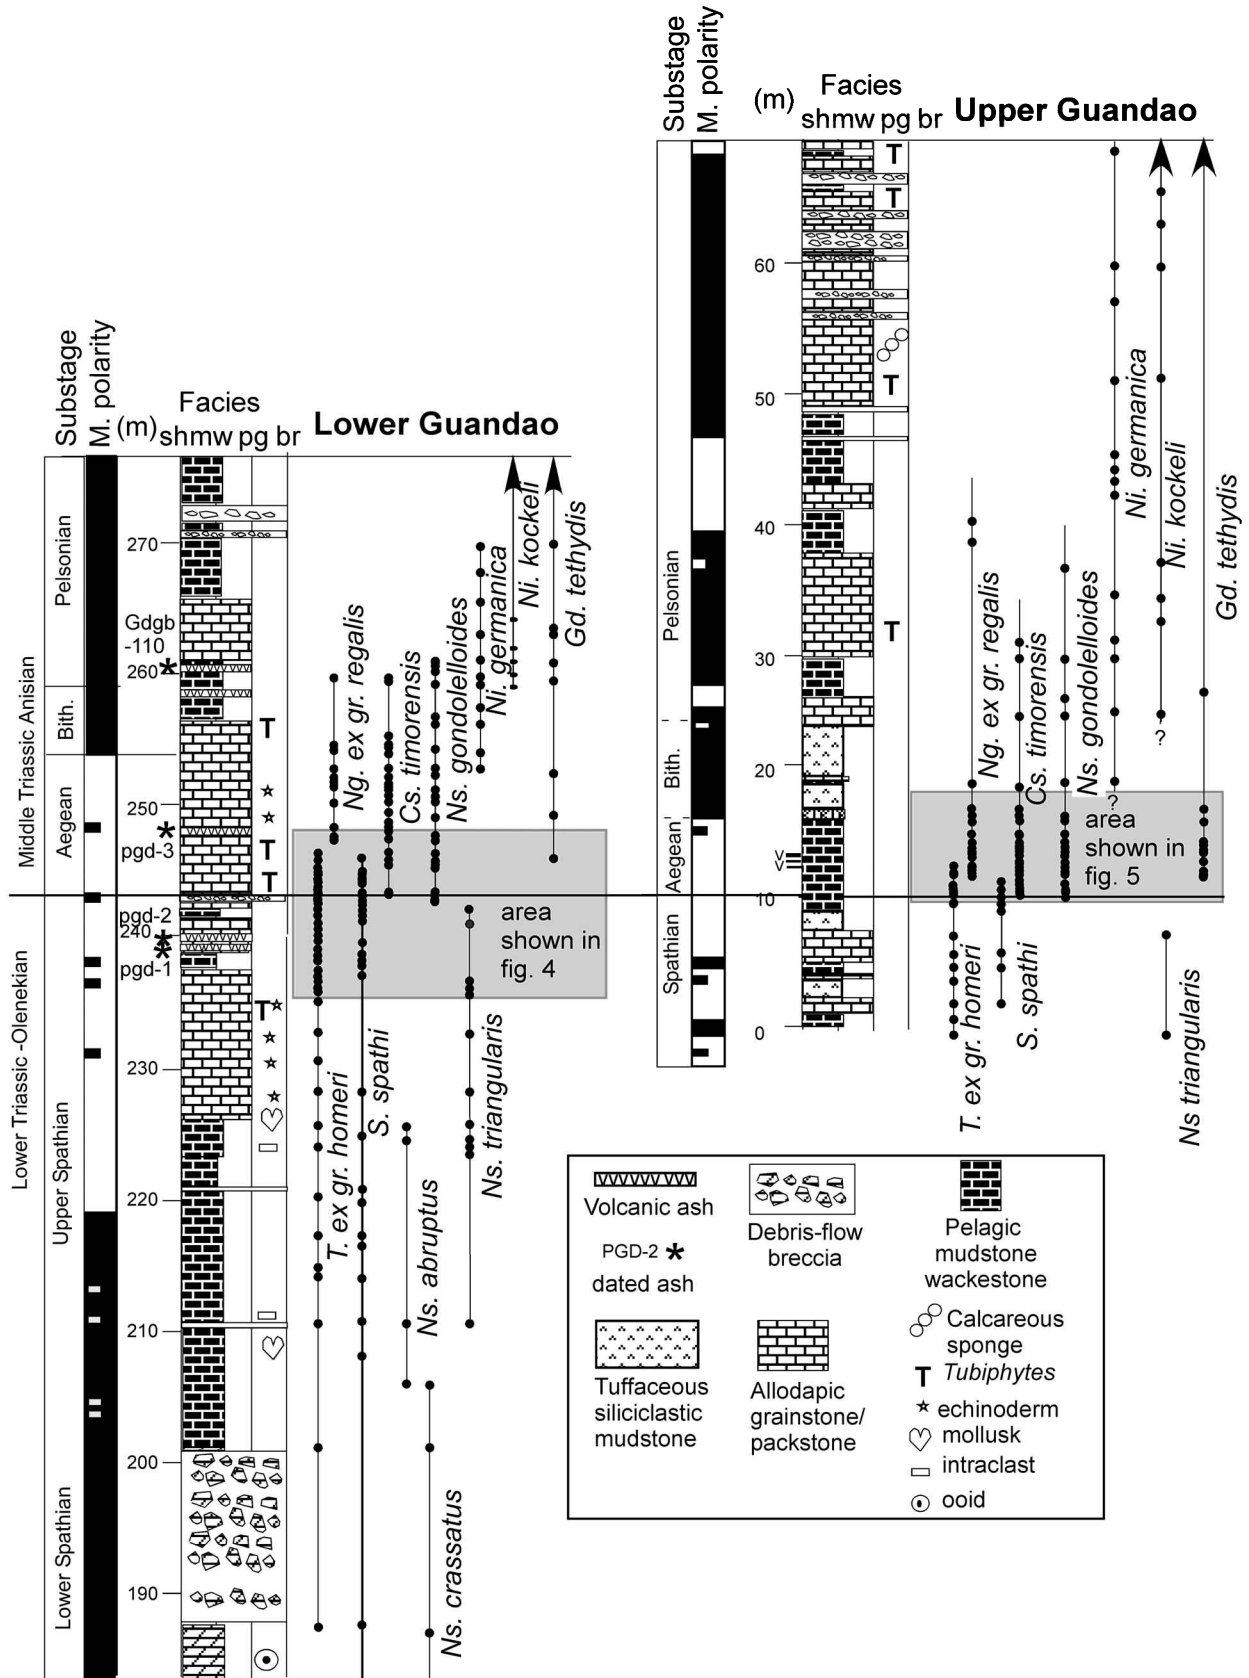 Substage
M. polarity
(m)
Facies
shmw pg br
Upper Guandao
60
50
40
30
20
10
0
Pelsonian
Bith.
Aegean
Spathian
V
V
T
T
T
T
Ni. germanica
Ni. kockeli
Gd. tethydis
Ng. ex gr. regalis
Cs. timorensis
Ns. gondolelloides
?
?
area
shown in
fig. 5
T. ex gr. homeri
S. spathi
Ns triangularis
Substage
M. polarity
(m)
Facies
shmw pg br
Lower Guandao
Middle Triassic Anisian
Lower Triassic -Olenekian
Pelsonian
Bith.
Aegean
Upper Spathian
Lower Spathian
270
Gdgb
-110
260
250
pgd-3
pgd-2
240
pgd-1
230
220
210
200
190
T
T
T
T
Ng. ex gr. regalis
Cs. timorensis
Ns. gondolelloides
Ni. germanica
Ni. kockeli
Gd. tethydis
area
shown in
fig. 4
T. ex gr. homeri
S. spathi
Ns. abruptus
Ns. triangularis
Ns. crassatus
Volcanic ash
PGD-2 *
dated ash
Tuffaceous
siliciclastic
mudstone
Debris-flow
breccia
Allodapic
grainstone/
packstone
Pelagic
mudstone
wackestone
Calcareous
sponge
T Tubiphytes
echinoderm
mollusk
intraclast
ooid